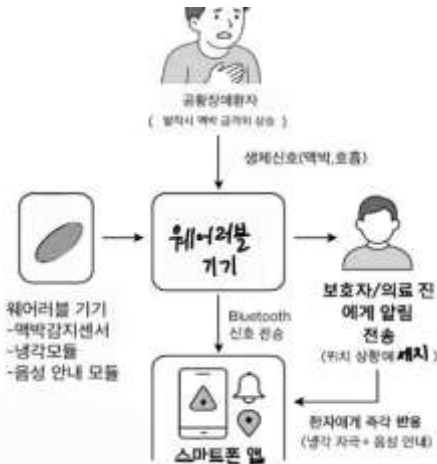 공황장애환자
( 발작시 맥박 급격히 상승 )
생체신호(맥박,호흡)
웨어러블
기기
웨어러블 기기
-맥박감지센서
-냉각모듈
-음성 안내 모듈
Bluetooth
신호 전송
보호자/의료 진
에게 알림
전송
(위치 상황에
환자에게 즉각 반응
(냉각 자극+ 음성 안내)
스마트폰 앱